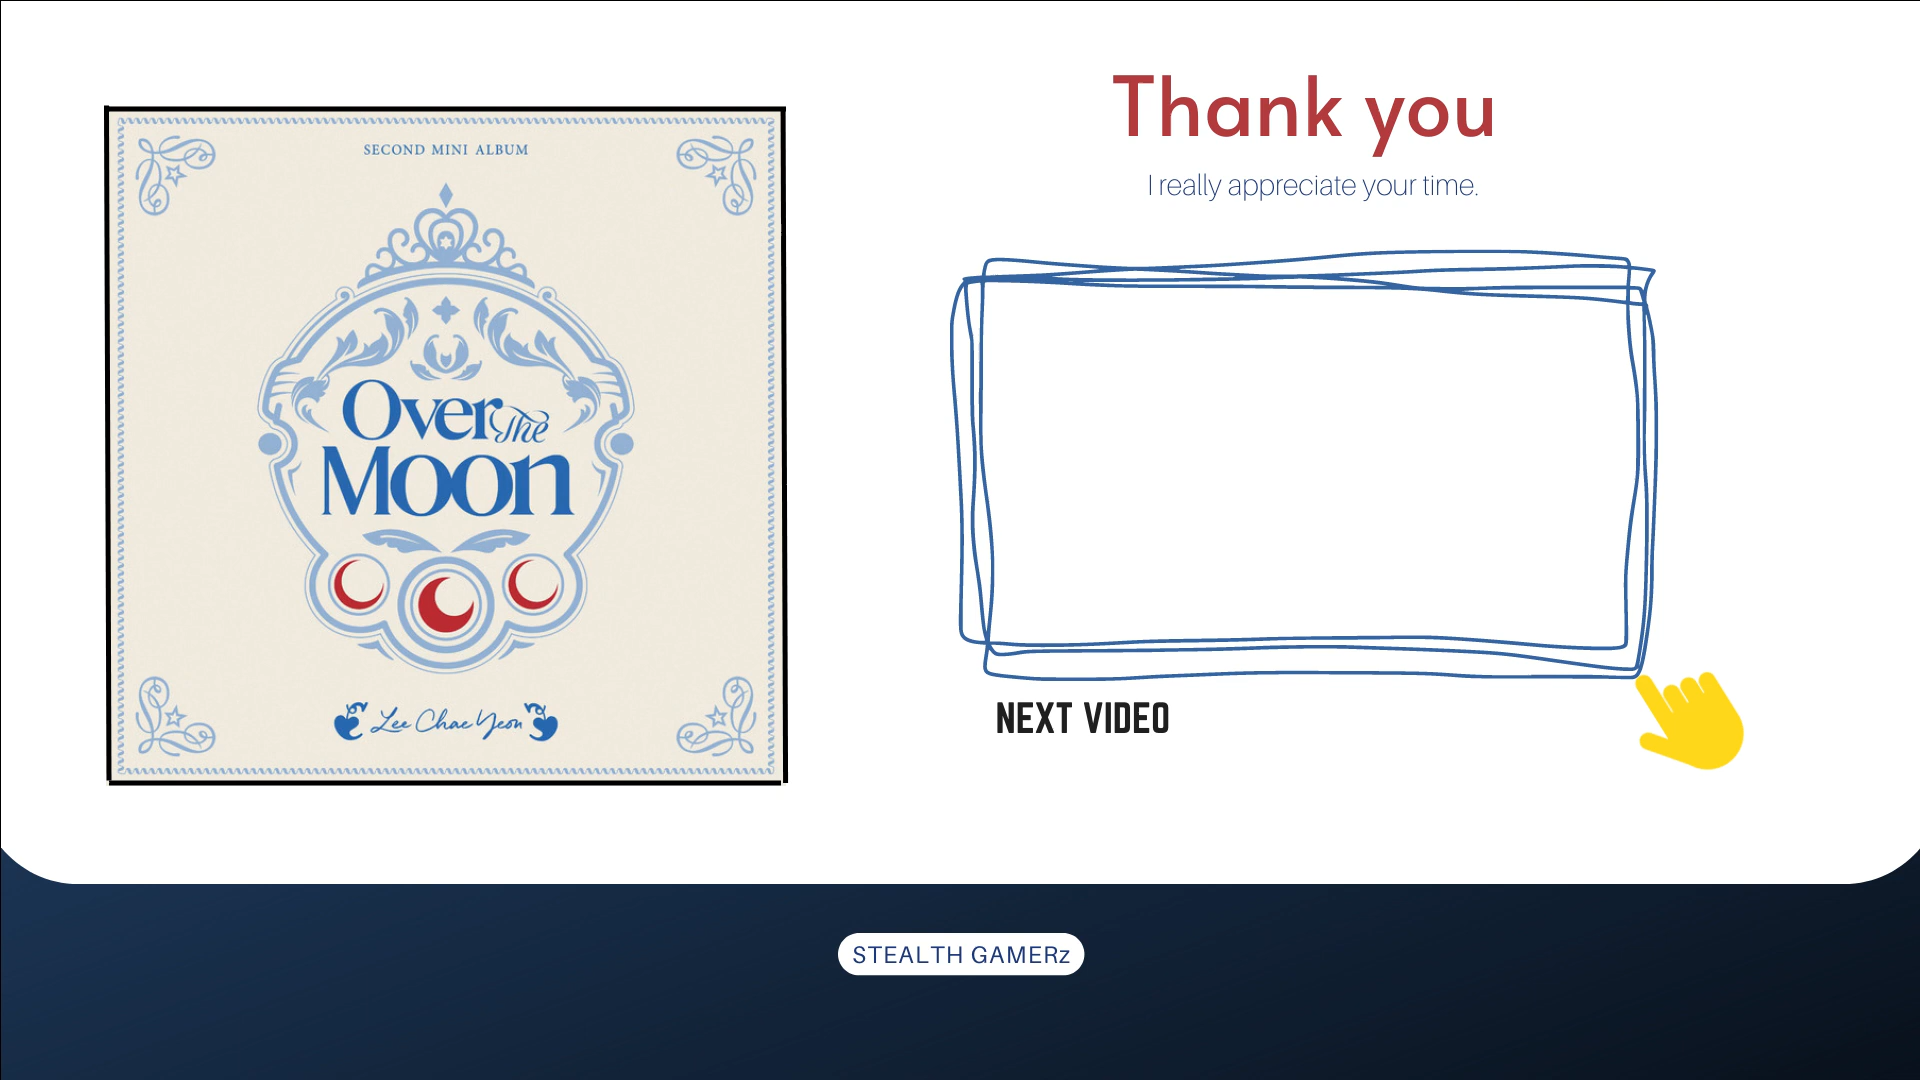 SECOND MINI ALBUM
Over The
Moon
Lee Chae Yeon
Thank you
I really appreciate your time.
NEXT VIDEO
STEALTH GAMERz